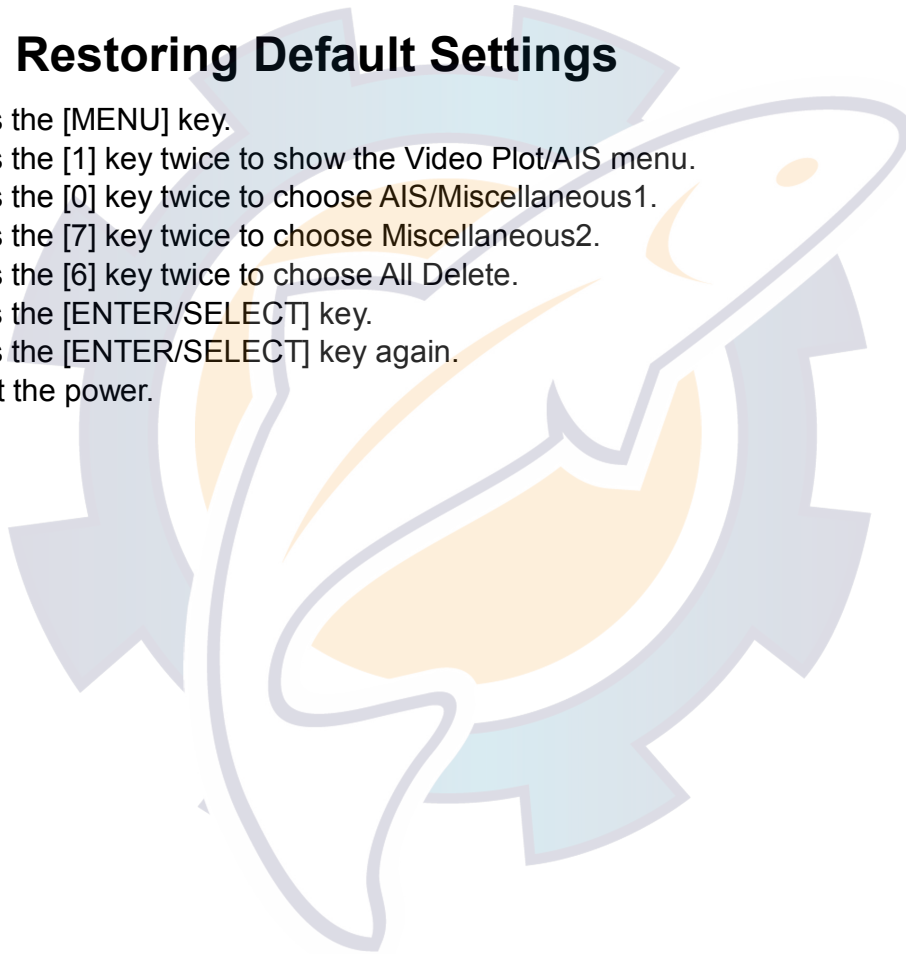 Restoring Default Settings
s the [MENU] key.
s the [1] key twice to show the Video Plot/AIS menu.
s the [0] key twice to choose AIS/Miscellaneous1.
s the [7] key twice to choose Miscellaneous2.
s the [6] key twice to choose All Delete.
s the [ENTER/SELECT] key.
s the [ENTER/SELECT] key again.
t the power.